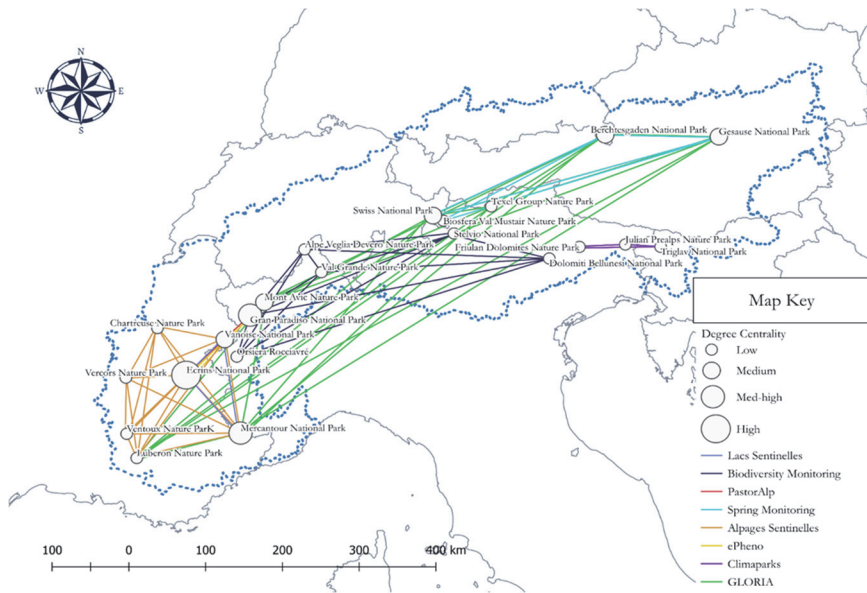 N
W E
S
Berchtesgaden National Park
Gesause National Park
Texel Group Nature Park
Swiss National Park
Biosfera Val Mustair Nature Park
Stelvio National Park
Alpe Veglia Devero Nature Park
Friulan Dolomites Nature Park
Julian Prealps Nature Park
Triglav National Park
Dolomiti Bellunesi National Park
Val Grande Nature Park
Mont Avic Nature Park
Gran Paradiso National Park
Chartreuse Nature Park
Vanoise National Park
Orsiera Rocciavrè
Ecrins National Park
Vercors Nature Park
Ventoux Nature ParK
Mercantour National Park
Luberon Nature Park
Map Key
Degree Centrality
Low
Medium
Med-high
High
Lacs Sentinelles
Biodiversity Monitoring
PastorAlp
Spring Monitoring
Alpages Sentinelles
ePheno
Climaparks
GLORIA
100 0 100 200 300 400 km